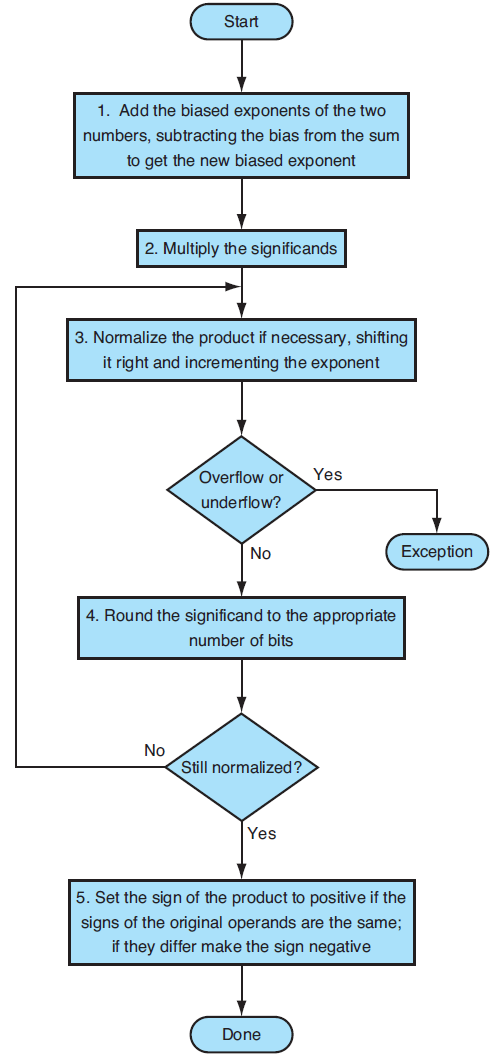 Start
1. Add the biased exponents of the two
numbers, subtracting the bias from the sum
to get the new biased exponent
2. Multiply the significands
3. Normalize the product if necessary, shifting
it right and incrementing the exponent
Overflow or
underflow?
Yes
Exception
No
4. Round the significand to the appropriate
number of bits
No
Still normalized?
Yes
5. Set the sign of the product to positive if the
signs of the original operands are the same;
if they differ make the sign negative
Done